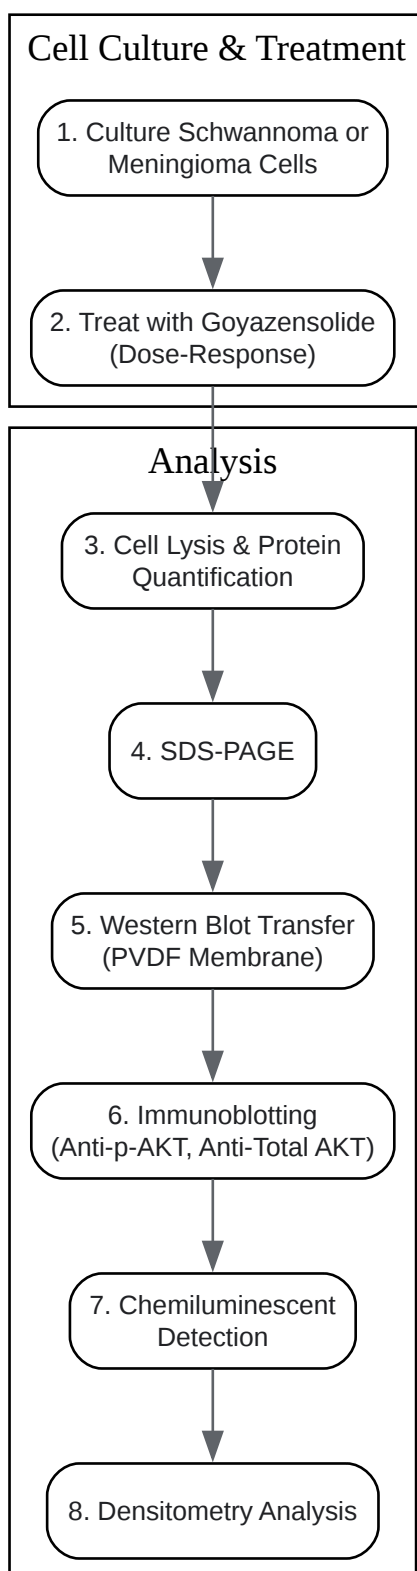 Cell Culture & Treatment
1. Culture Schwannoma or
Meningioma Cells
2. Treat with Goyazensolide
(Dose-Response)
Analysis
3. Cell Lysis & Protein
Quantification
4. SDS-PAGE
5. Western Blot Transfer
(PVDF Membrane)
6. Immunoblotting
(Anti-p-AKT, Anti-Total AKT)
7. Chemiluminescent
Detection
8. Densitometry Analysis